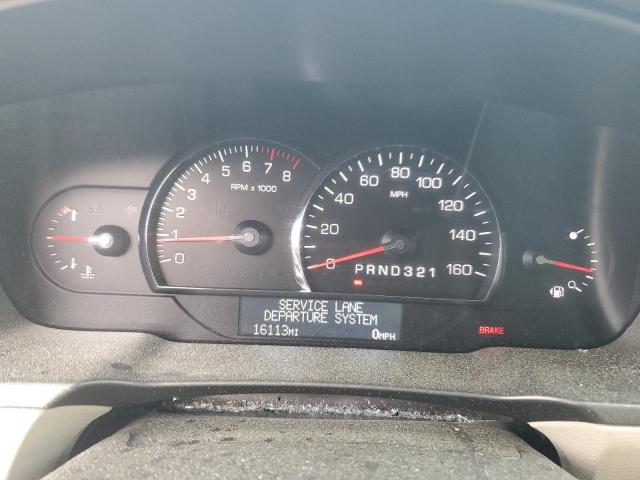 0 1 2 3 4 5 6 7 8
RPM x 1000
0 20 40 60 80 100 120 140 160
MPH
PRND321
SERVICE LANE
DEPARTURE SYSTEM
16113MI 0MPH
BRAKE